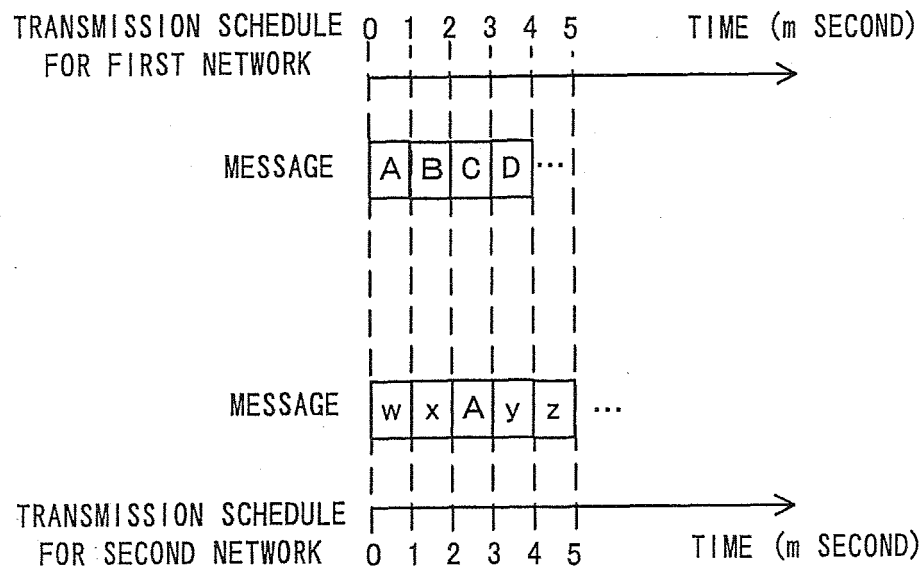 TRANSMISSION SCHEDULE FOR FIRST NETWORK
0 1 2 3 4 5 TIME (m SECOND)
MESSAGE A B C D ...
MESSAGE w x A y z ...
TRANSMISSION SCHEDULE FOR SECOND NETWORK
0 1 2 3 4 5 TIME (m SECOND)